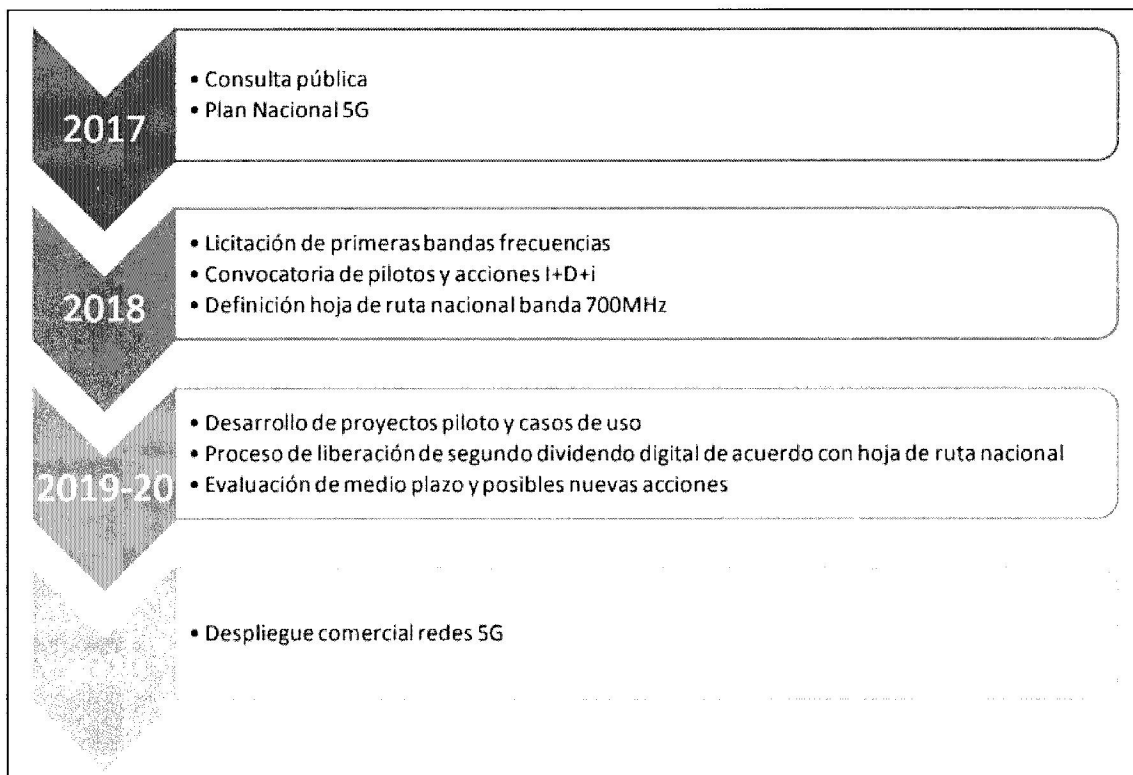 2017
• Consulta pública
• Plan Nacional 5G
2018
• Licitación de primeras bandas frecuencias
• Convocatoria de pilotos y acciones I+D+i
• Definición hoja de ruta nacional banda 700MHz
2019-20
• Desarrollo de proyectos piloto y casos de uso
• Proceso de liberación de segundo dividendo digital de acuerdo con hoja de ruta nacional
• Evaluación de medio plazo y posibles nuevas acciones
• Despliegue comercial redes 5G